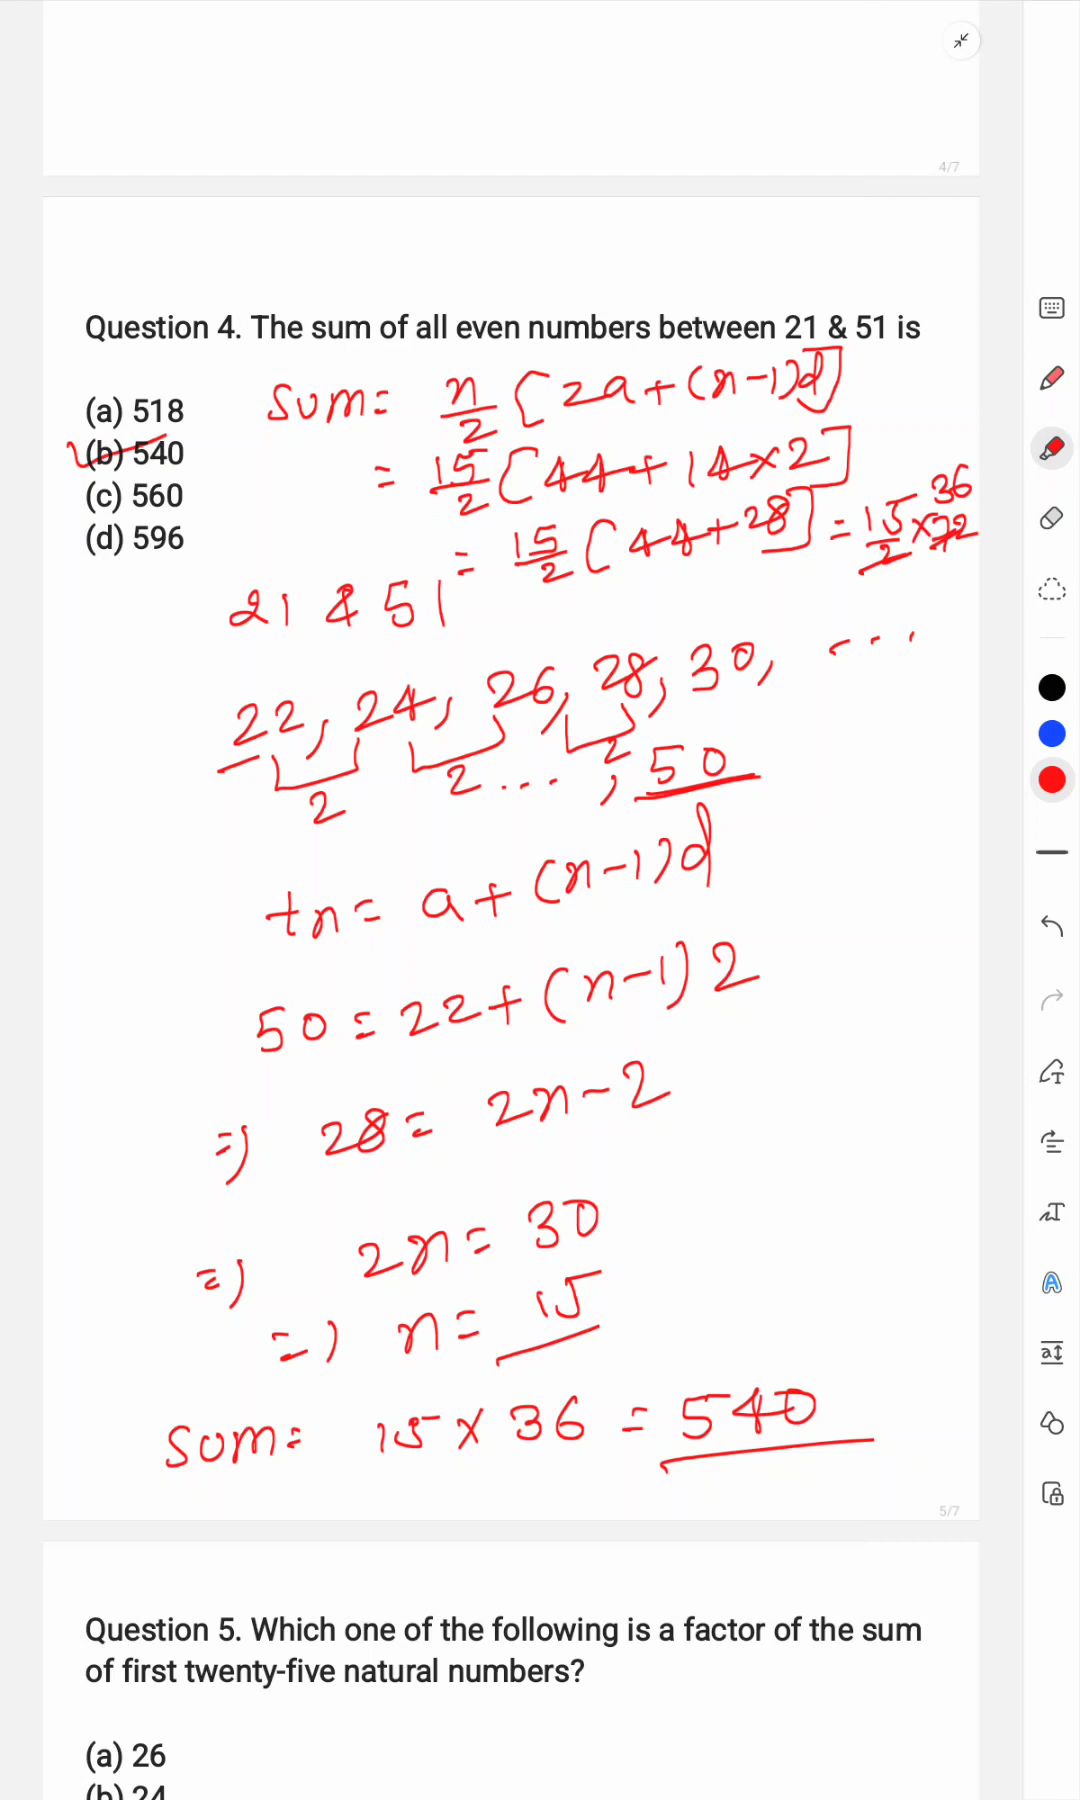 4/7
Question 4. The sum of all even numbers between 21 & 51 is
(a) 518
(b) 540
(c) 560
(d) 596
Sum= n/2 [2a+(n-1)d]
= 15/2 [44+14×2]
= 15/2 [44+28] = 15/2 ×72 36
21 & 51
22, 24, 26, 28, 30, ...
2 2 2 ... , 50
tn= a+(n-1)d
50=22+(n-1)2
=) 28= 2n-2
=) 2n= 30
=) n= 15
Sum= 15×36 = 540
5/7
Question 5. Which one of the following is a factor of the sum
of first twenty-five natural numbers?
(a) 26
(b) 24